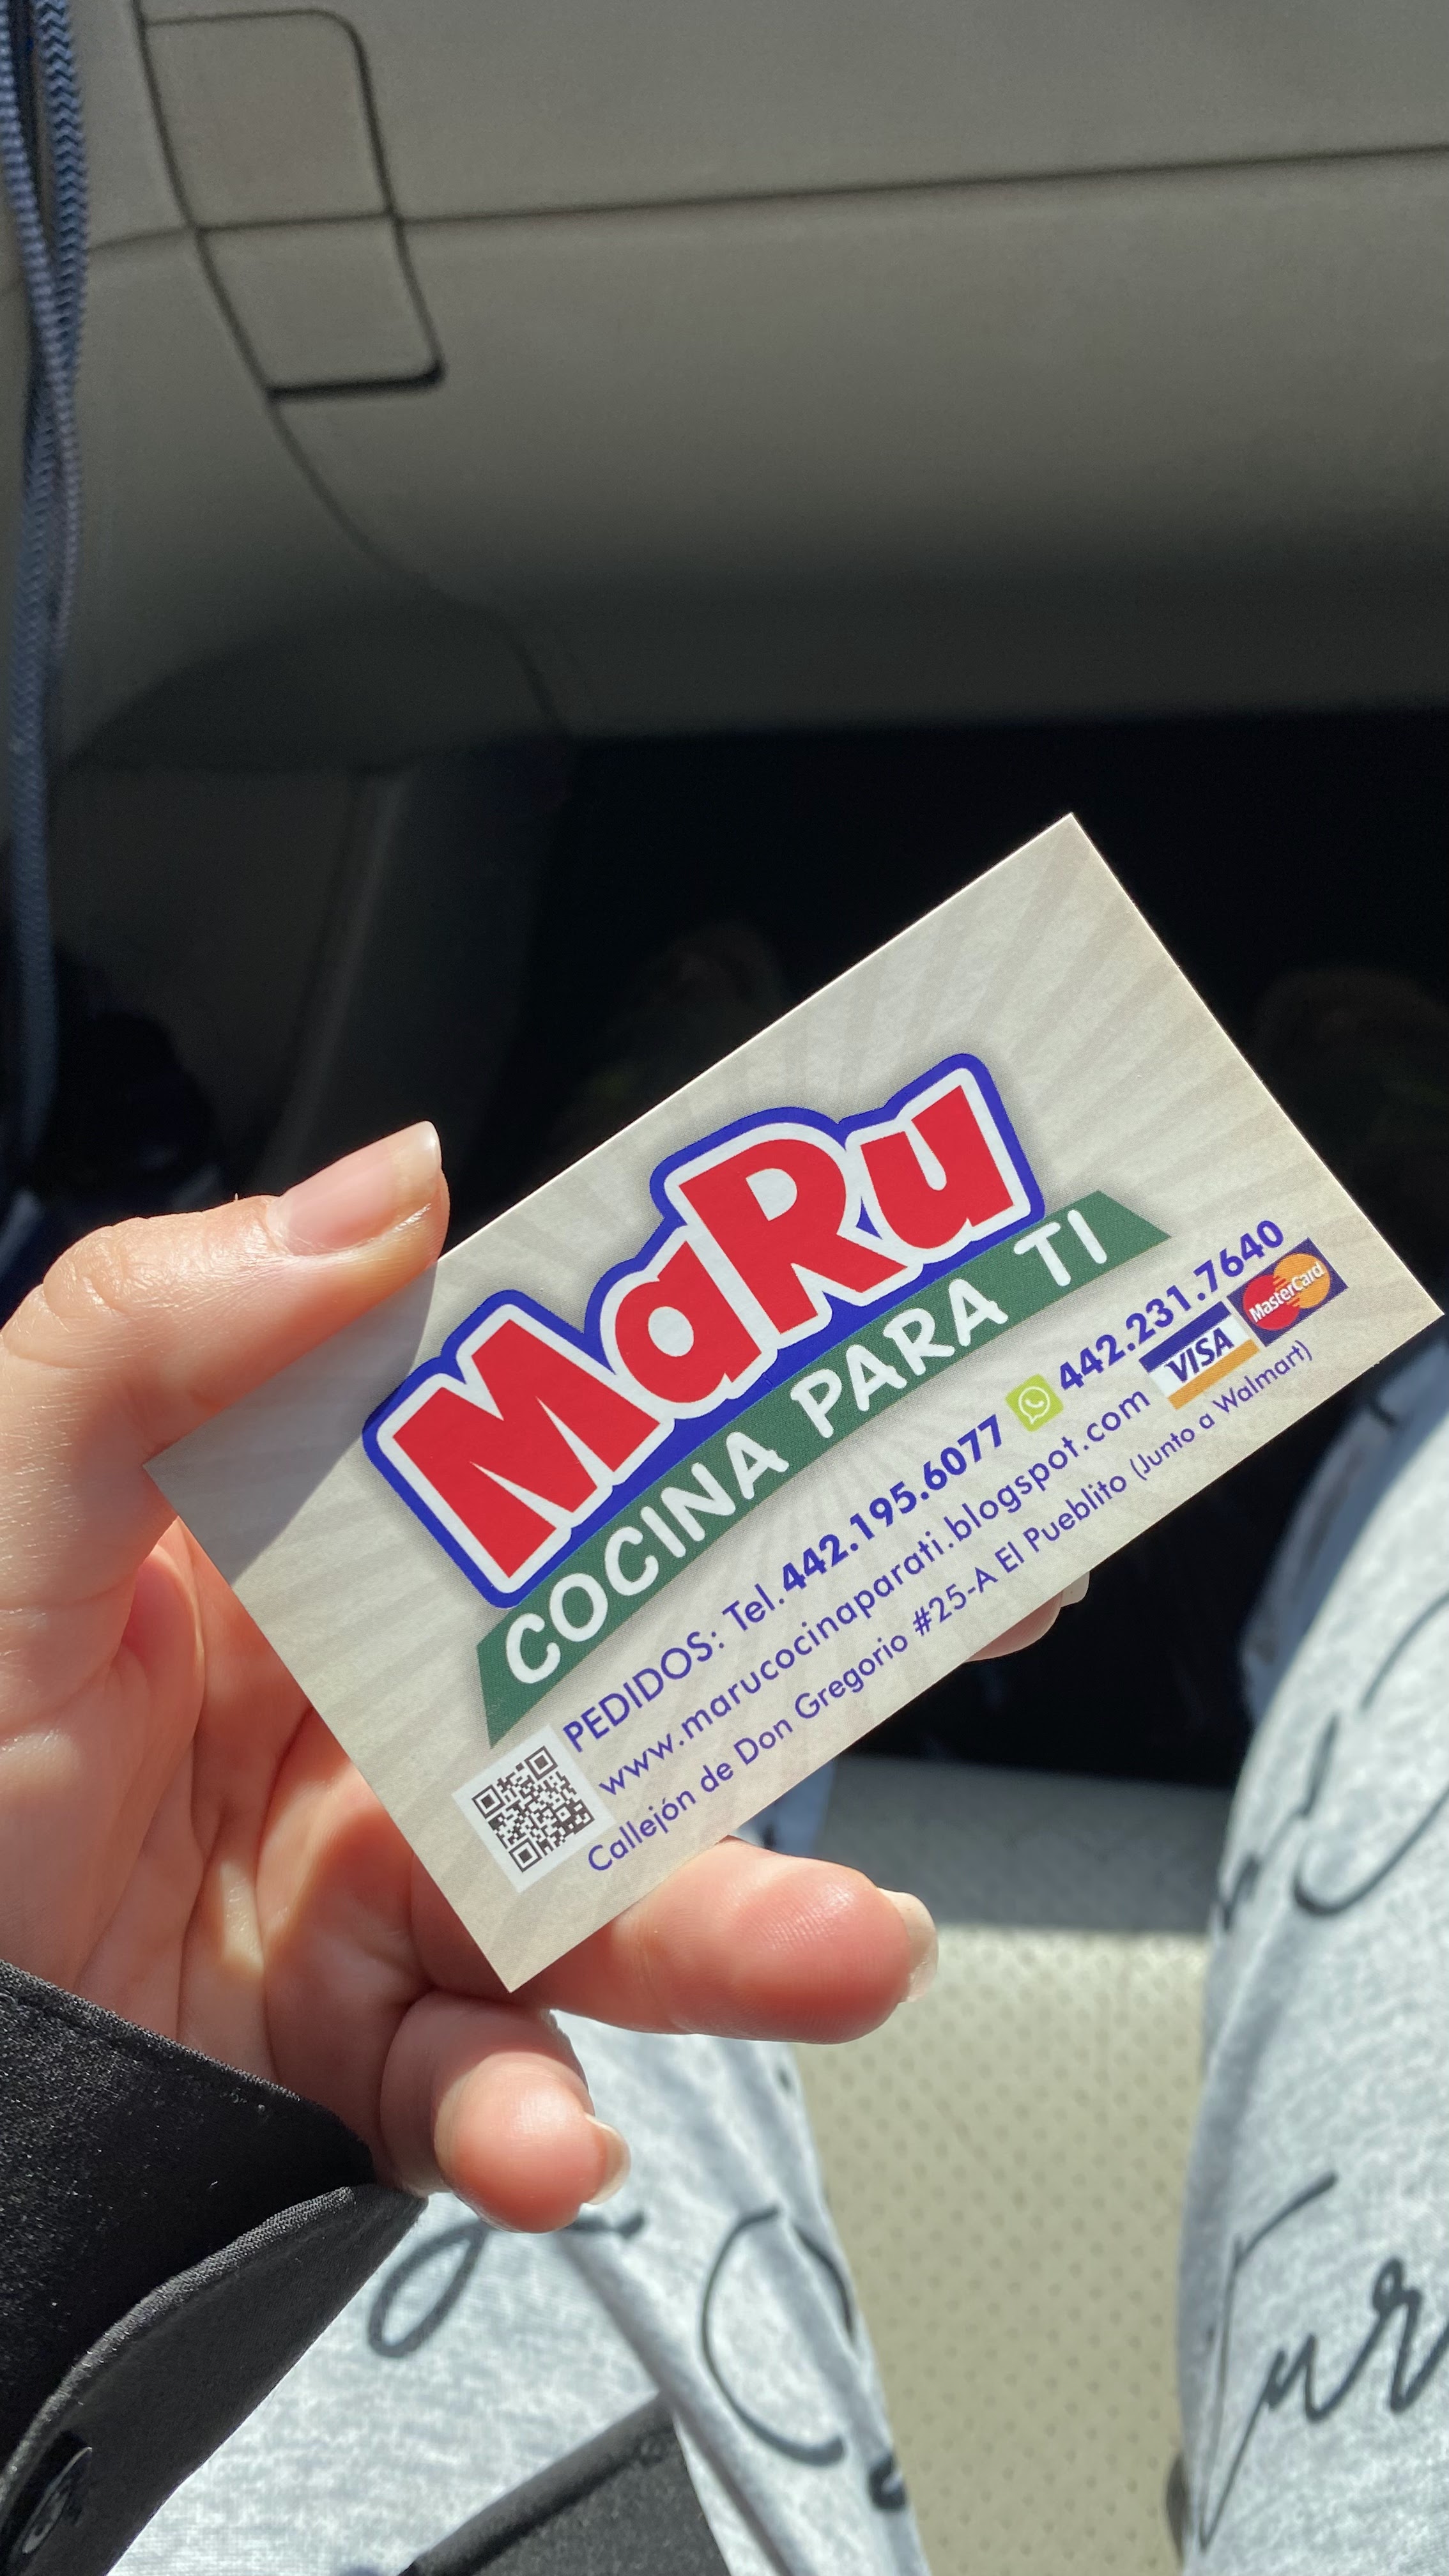 MaRu
COCINA PARA TI
PEDIDOS: Tel. 442.195.6077 442.231.7640
www.marucocinaparati.blogspot.com VISA MasterCard
Callejón de Don Gregorio #25-A El Pueblito (Junto a Walmart)